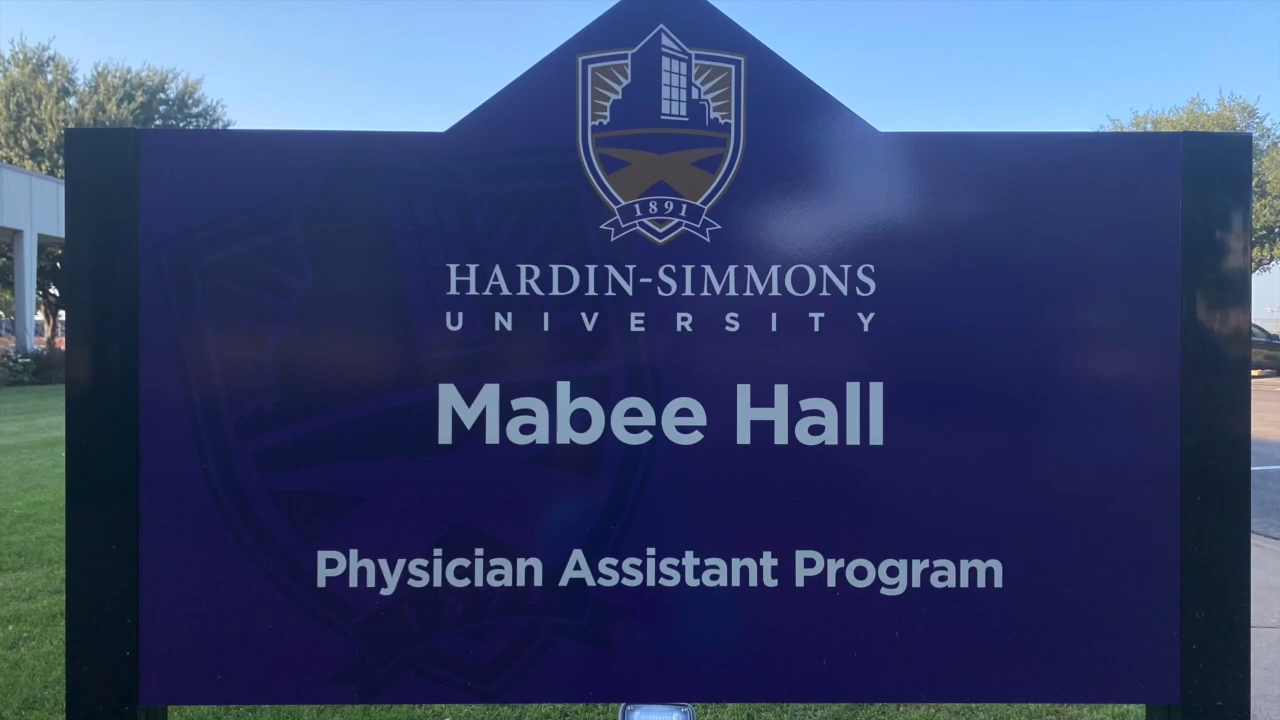 1891
HARDIN-SIMMONS
UNIVERSITY
Mabee Hall
Physician Assistant Program